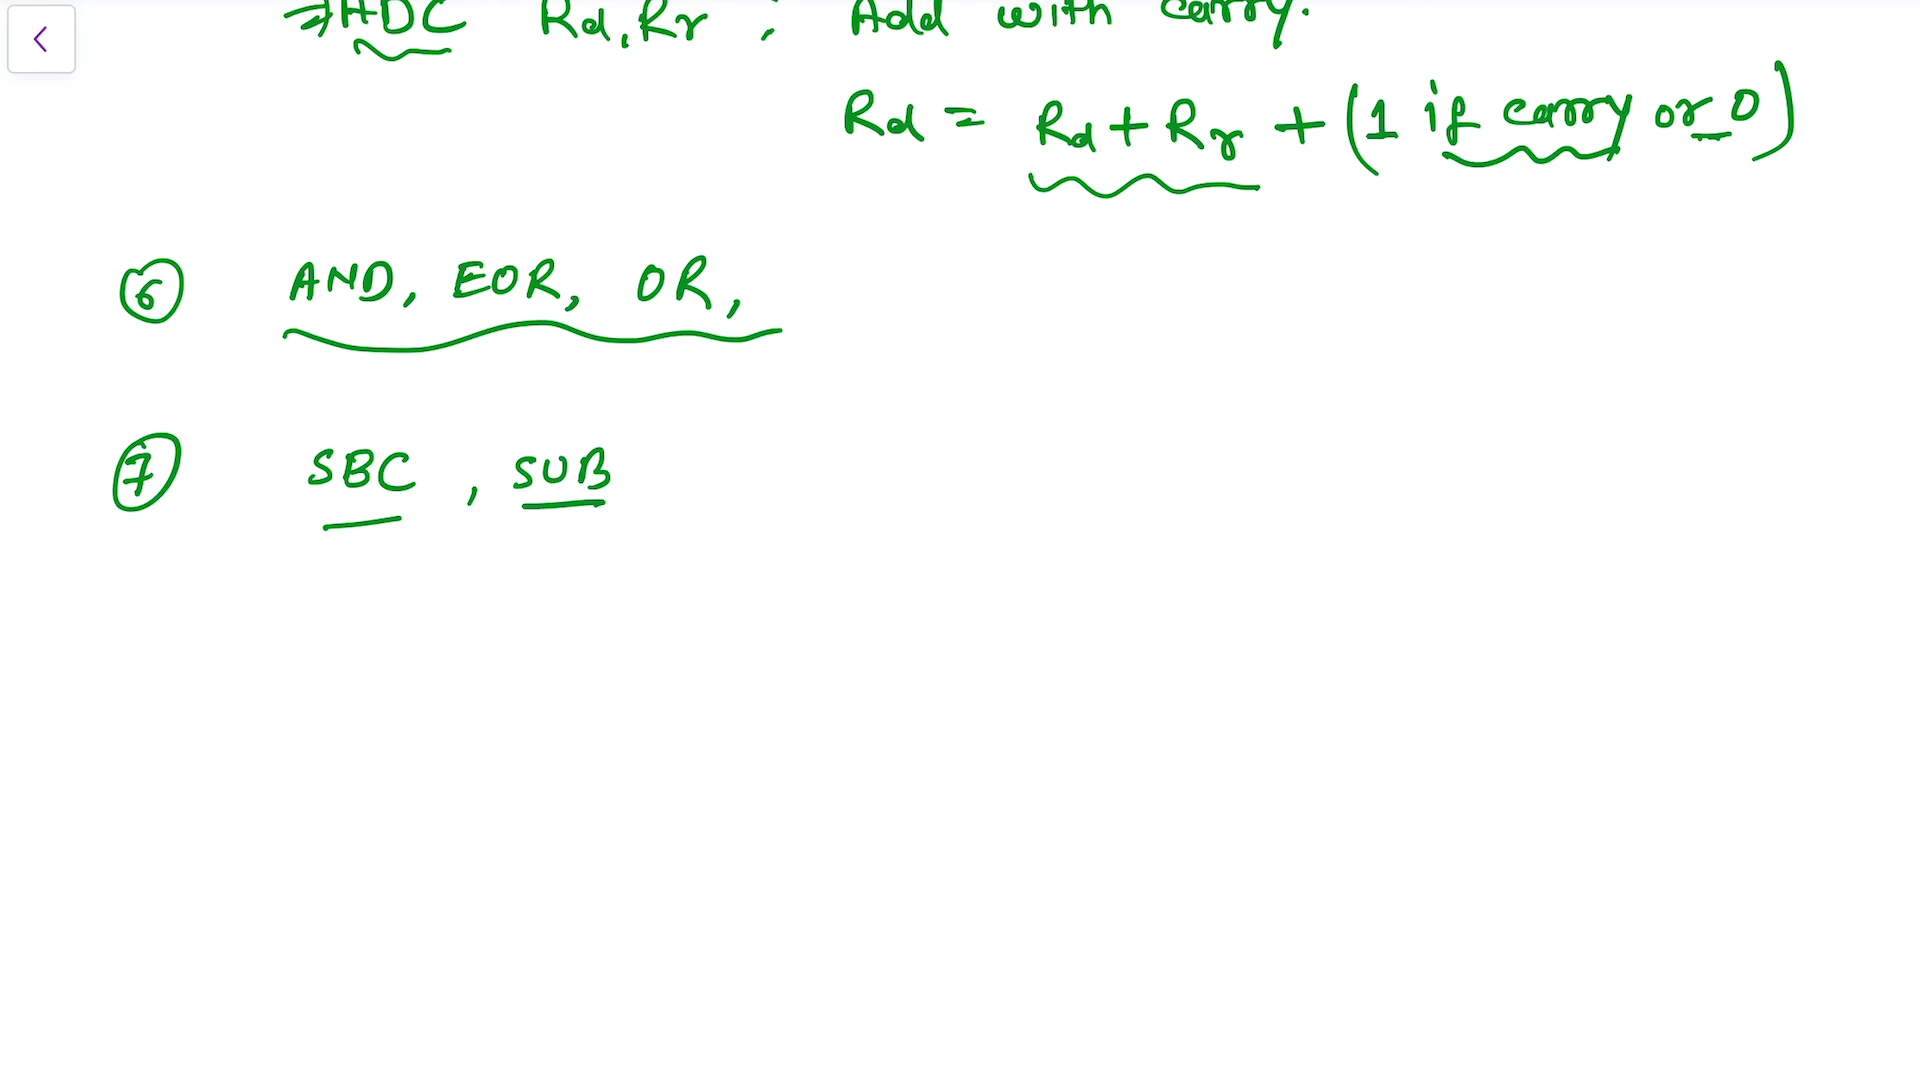 ⇒ADC Rd, Rr ; Add with carry.
Rd = Rd + Rr + (1 if carry or 0)
⑥ AND, EOR, OR,
⑦ SBC , SUB